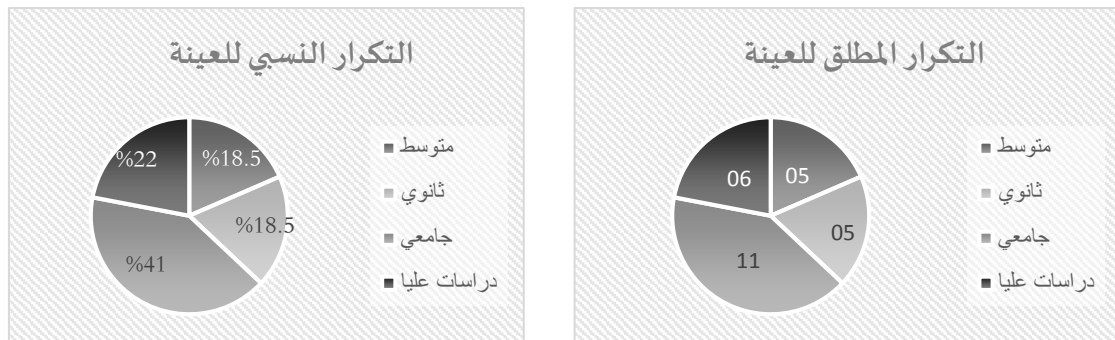 التكرار المطلق للعينة
05
06
05
11
متوسط
ثانوي
جامعي
دراسات عليا
التكرار النسبي للعينة
%18.5
%22
%18.5
%41
متوسط
ثانوي
جامعي
دراسات عليا